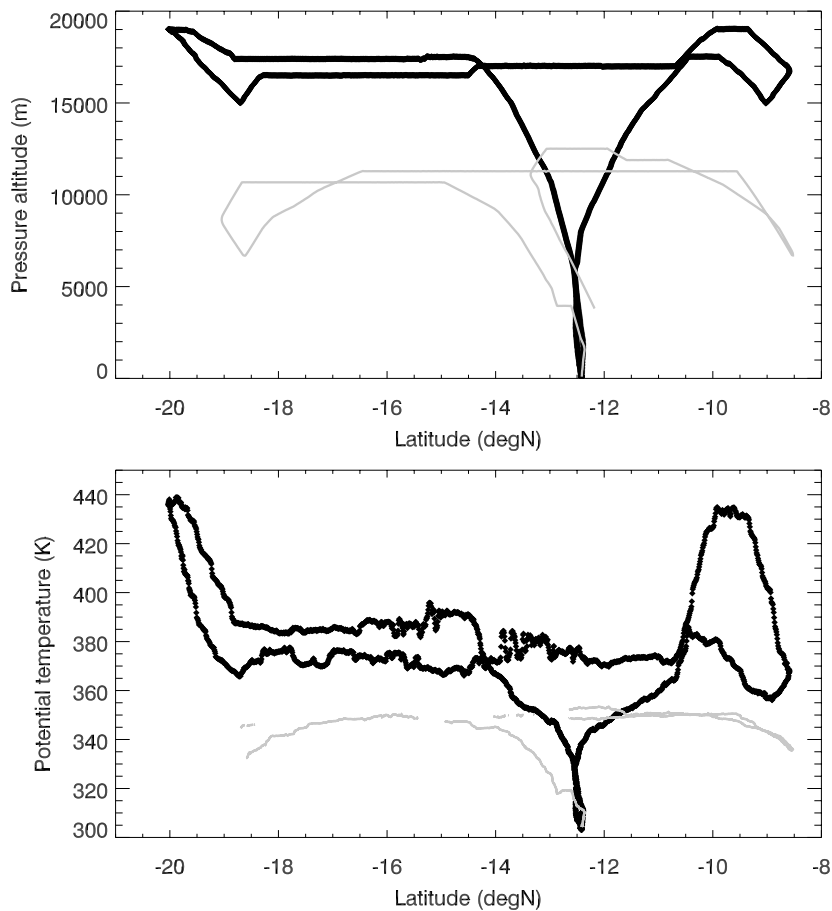 20000
15000
10000
5000
0
Pressure altitude (m)
-20 -18 -16 -14 -12 -10 -8
Latitude (degN)
440
420
400
380
360
340
320
300
Potential temperature (K)
-20 -18 -16 -14 -12 -10 -8
Latitude (degN)